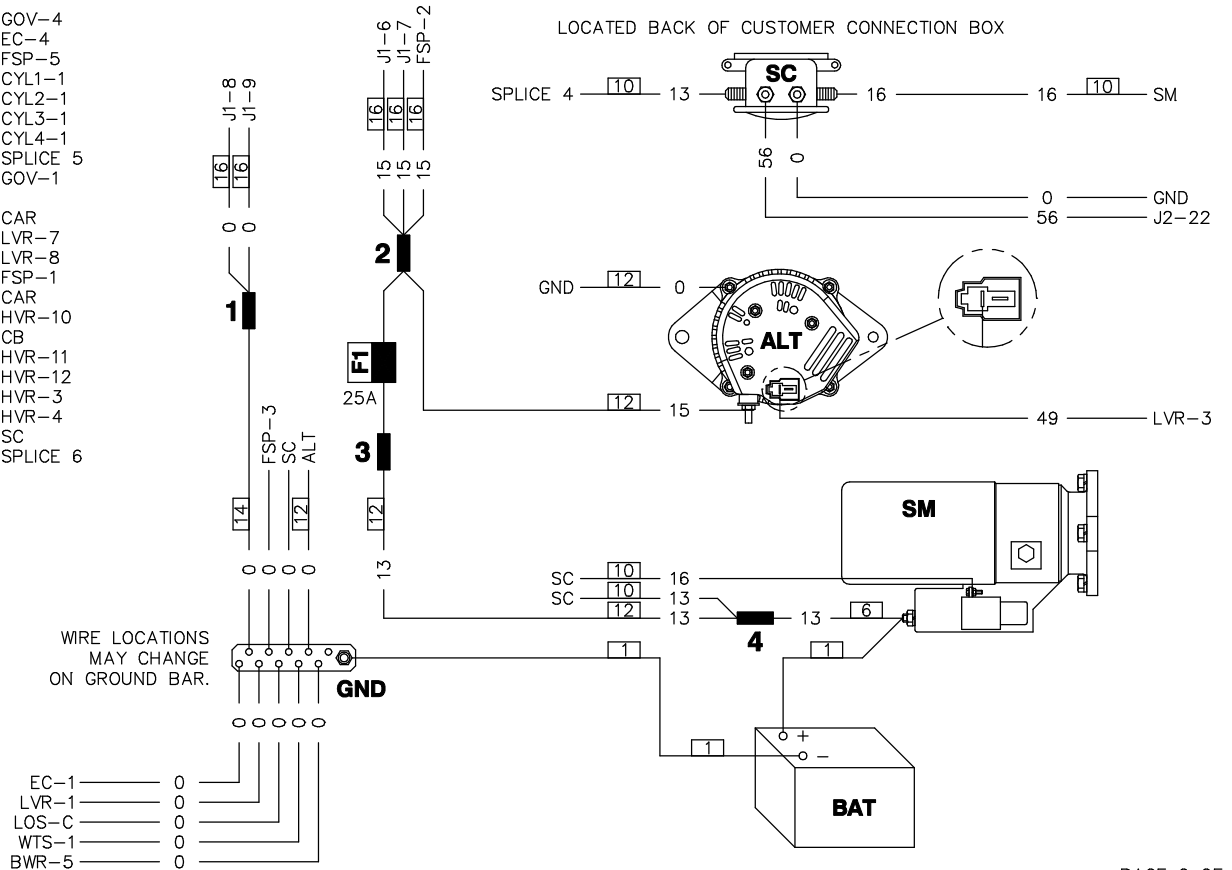 GOV-4
EC-4
FSP-5
CYL1-1
CYL2-1
CYL3-1
CYL4-1
SPLICE 5
GOV-1
CAR
LVR-7
LVR-8
FSP-1
CAR
HVR-10
CB
HVR-11
HVR-12
HVR-3
HVR-4
SC
SPLICE 6
J1-8
J1-9
16
16
0
0
1
14
FSP-3
SC
ALT
12
0
0
0
0
J1-6
J1-7
FSP-2
16
16
16
15
15
15
2
F1
25A
3
12
13
LOCATED BACK OF CUSTOMER CONNECTION BOX
SPLICE 4
10
13
SC
16
16
10
SM
56
0
0
GND
56
J2-22
GND
12
0
ALT
12
15
49
LVR-3
SM
SC
10
16
SC
10
13
12
13
4
13
6
WIRE LOCATIONS
MAY CHANGE
ON GROUND BAR.
GND
1
1
1
+
−
BAT
0
0
0
0
0
EC-1
0
LVR-1
0
LOS-C
0
WTS-1
0
BWR-5
0